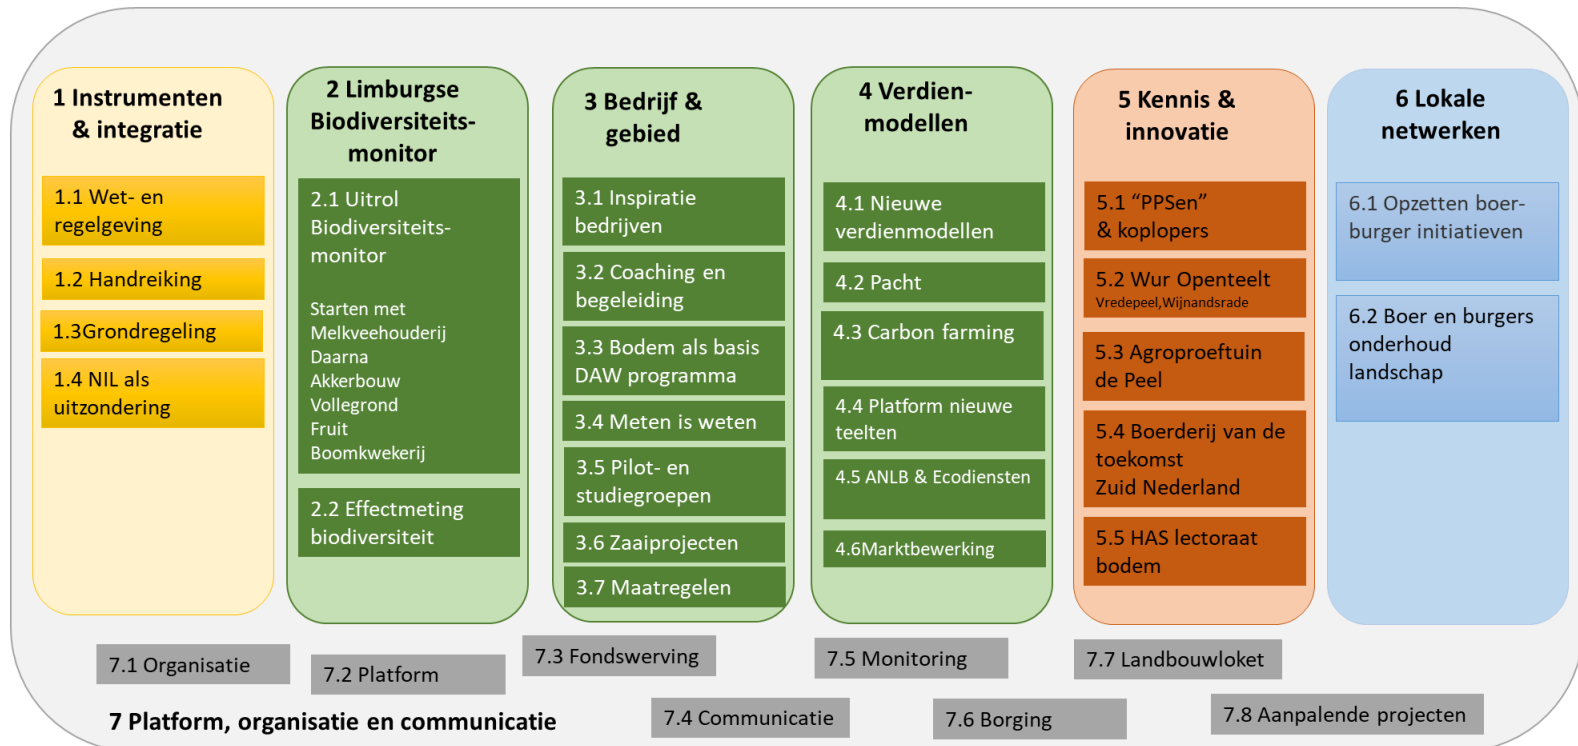 1 Instrumenten
& integratie
1.1 Wet- en
regelgeving
1.2 Handreiking
1.3Grondregeling
1.4 NIL als
uitzondering
2 Limburgse
Biodiversiteits-
monitor
2.1 Uitrol
Biodiversiteits-
monitor
Starten met
Melkveehouderij
Daarna
Akkerbouw
Vollegrond
Fruit
Boomkwekerij
2.2 Effectmeting
biodiversiteit
3 Bedrijf &
gebied
3.1 Inspiratie
bedrijven
3.2 Coaching en
begeleiding
3.3 Bodem als basis
DAW programma
3.4 Meten is weten
3.5 Pilot- en
studiegroepen
3.6 Zaaiprojecten
3.7 Maatregelen
4 Verdien-
modellen
4.1 Nieuwe
verdienmodellen
4.2 Pacht
4.3 Carbon farming
4.4 Platform nieuwe
teelten
4.5 ANLB & Ecodiensten
4.6Marktbewerking
5 Kennis &
innovatie
5.1 “PPSen”
& koplopers
5.2 Wur Openteelt
Vredepeel,Wijnandsrade
5.3 Agroproeftuin
de Peel
5.4 Boerderij van de
toekomst
Zuid Nederland
5.5 HAS lectoraat
bodem
6 Lokale
netwerken
6.1 Opzetten boer-
burger initiatieven
6.2 Boer en burgers
onderhoud
landschap
7.1 Organisatie
7.2 Platform
7.3 Fondswerving
7.5 Monitoring
7.7 Landbouwloket
7 Platform, organisatie en communicatie
7.4 Communicatie
7.6 Borging
7.8 Aanpalende projecten